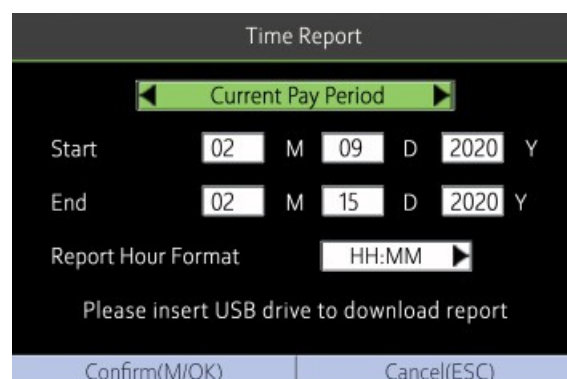 Time Report
Current Pay Period
Start 02 M 09 D 2020 Y
End 02 M 15 D 2020 Y
Report Hour Format HH:MM
Please insert USB drive to download report
Confirm(M/OK) Cancel(ESC)